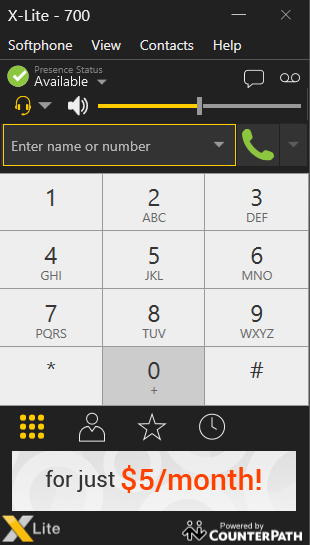 X-Lite - 700
Softphone View Contacts Help
Presence Status
Available
Enter name or number
1 2 3
ABC DEF
4 5 6
GHI JKL MNO
7 8 9
PQRS TUV WXYZ
* 0 #
+
for just $5/month!
X Lite
Powered by
COUNTERPATH